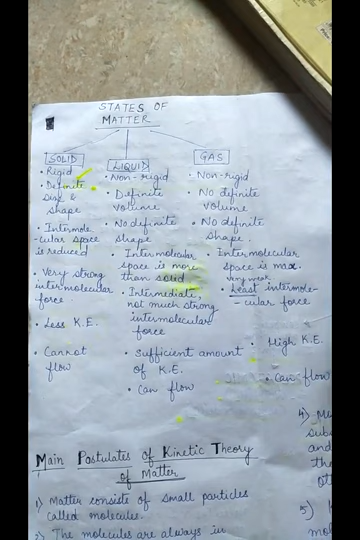 STATES OF
MATTER
SOLID
• Rigid
• Definite
size &
shape
• Intermole
-cular space
is reduced
• Very strong
intermolecular
force
• Less K.E.
• Cannot
flow
LIQUID
• Non-rigid
• Definite
volume
• No definite
shape
• Intermolecular
space is more
than solid
• Intermediate,
not much strong
intermolecular
force
• Sufficient amount
of K.E.
• Can flow
GAS
• Non-rigid
• No definite
volume
• No definite
shape.
• Intermolecular
space is max.
very weak
• Least intermole-
-cular force
• High K.E.
• Can flow
Main Postulates of Kinetic Theory
of Matter
1) Matter consists of small particles
called molecules.
2) The molecules are always in
4)
and
5)